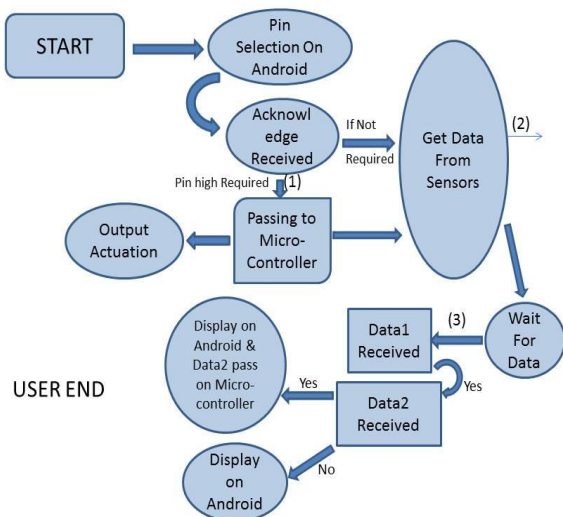 START
Pin
Selection On
Android
Acknowl
edge
Received
If Not
Required
Get Data
From
Sensors
(2)
Pin high Required
(1)
Passing to
Micro-
Controller
Output
Actuation
Wait
For
Data
(3)
Data1
Received
Yes
Data2
Received
Yes
Display on
Android &
Data2 pass
on Micro-
controller
No
Display
on
Android
USER END